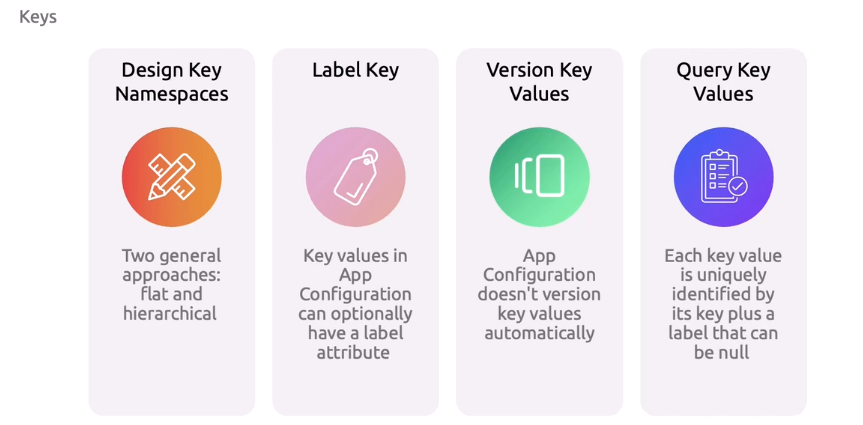 Keys
Design Key
Namespaces
Two general
approaches:
flat and
hierarchical
Label Key
Key values in
App
Configuration
can optionally
have a label
attribute
Version Key
Values
App
Configuration
doesn't version
key values
automatically
Query Key
Values
Each key value
is uniquely
identified by
its key plus a
label that can
be null